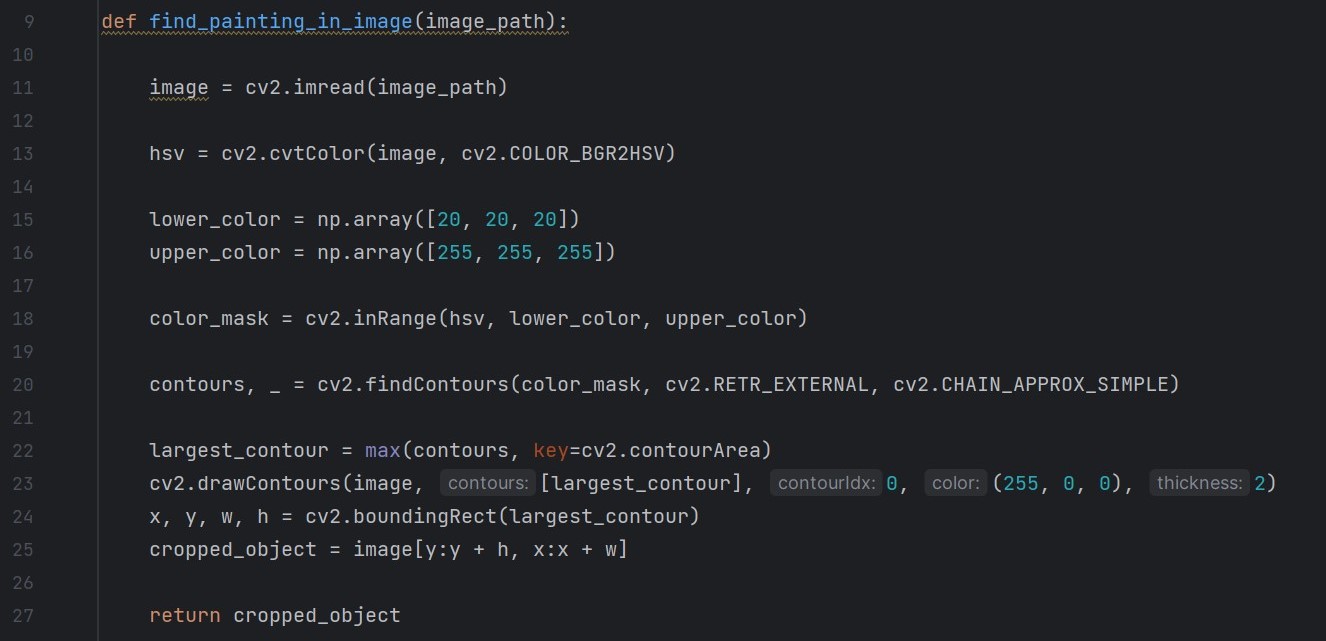 9 def find_painting_in_image(image_path):
10
11 image = cv2.imread(image_path)
12
13 hsv = cv2.cvtColor(image, cv2.COLOR_BGR2HSV)
14
15 lower_color = np.array([20, 20, 20])
16 upper_color = np.array([255, 255, 255])
17
18 color_mask = cv2.inRange(hsv, lower_color, upper_color)
19
20 contours, _ = cv2.findContours(color_mask, cv2.RETR_EXTERNAL, cv2.CHAIN_APPROX_SIMPLE)
21
22 largest_contour = max(contours, key=cv2.contourArea)
23 cv2.drawContours(image, contours: [largest_contour], contourIdx: 0, color: (255, 0, 0), thickness: 2)
24 x, y, w, h = cv2.boundingRect(largest_contour)
25 cropped_object = image[y:y + h, x:x + w]
26
27 return cropped_object